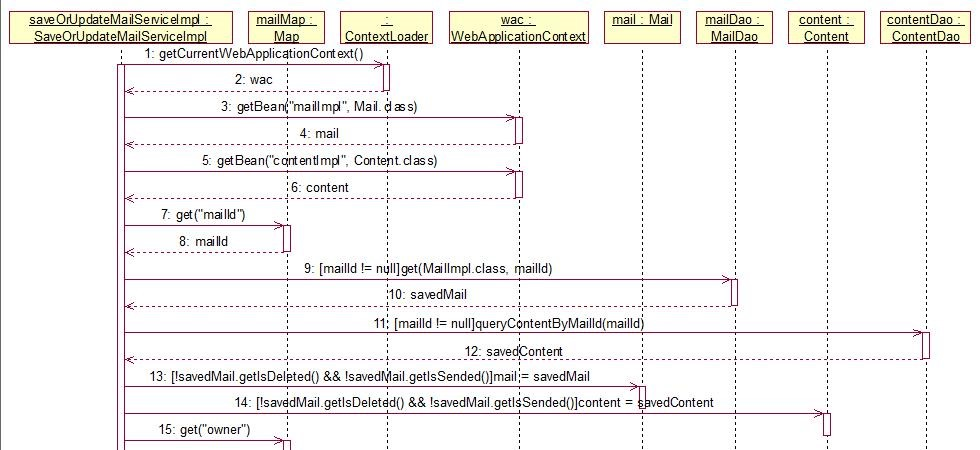 saveOrUpdateMailServiceImpl :
SaveOrUpdateMailServiceImpl
mailMap :
Map
:
ContextLoader
wac :
WebApplicationContext
mail : Mail
mailDao :
MailDao
content :
Content
contentDao :
ContentDao
1: getCurrentWebApplicationContext()
2: wac
3: getBean("mailImpl", Mail.class)
4: mail
5: getBean("contentImpl", Content.class)
6: content
7: get("mailId")
8: mailId
9: [mailId != null]get(MailImpl.class, mailId)
10: savedMail
11: [mailId != null]queryContentByMailId(mailId)
12: savedContent
13: [!savedMail.getIsDeleted() && !savedMail.getIsSended()]mail = savedMail
14: [!savedMail.getIsDeleted() && !savedMail.getIsSended()]content = savedContent
15: get("owner")